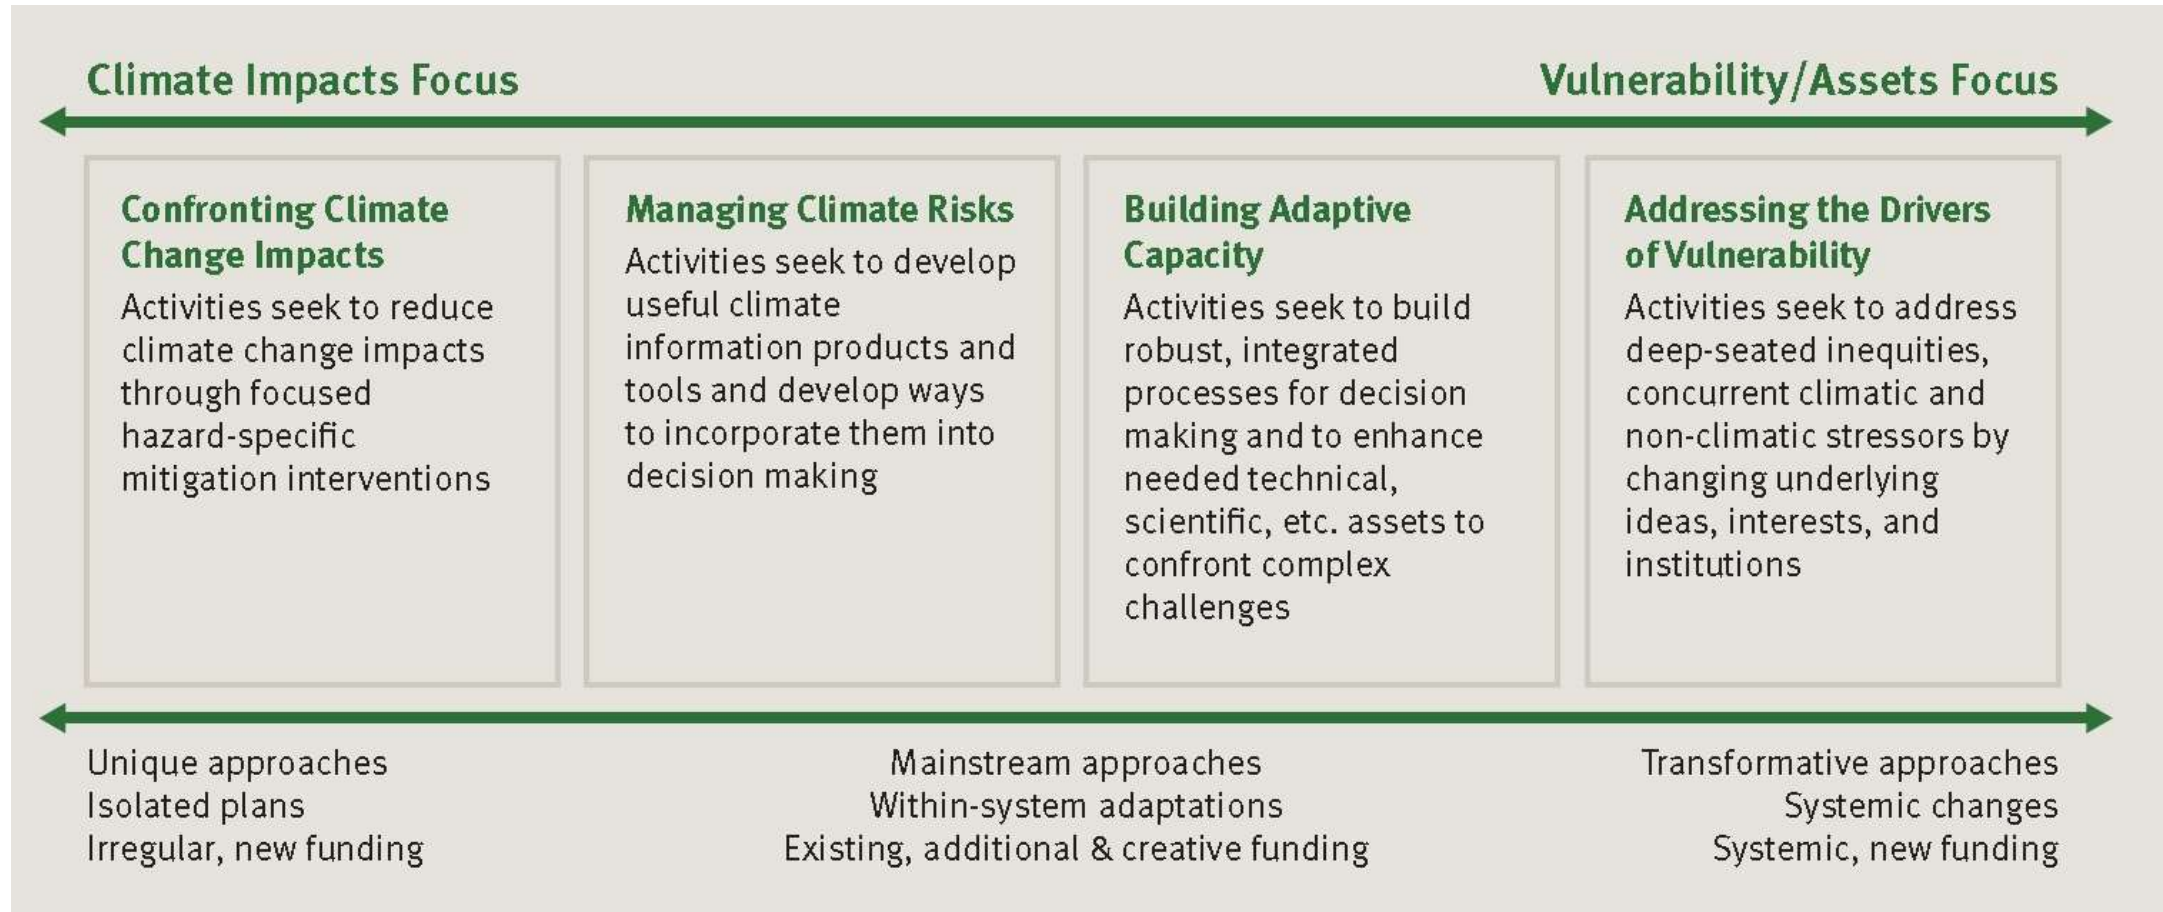 Climate Impacts Focus
Vulnerability/Assets Focus
Confronting Climate
Change Impacts
Activities seek to reduce
climate change impacts
through focused
hazard-specific
mitigation interventions
Managing Climate Risks
Activities seek to develop
useful climate
information products and
tools and develop ways
to incorporate them into
decision making
Building Adaptive
Capacity
Activities seek to build
robust, integrated
processes for decision
making and to enhance
needed technical,
scientific, etc. assets to
confront complex
challenges
Addressing the Drivers
of Vulnerability
Activities seek to address
deep-seated inequities,
concurrent climatic and
non-climatic stressors by
changing underlying
ideas, interests, and
institutions
Unique approaches
Isolated plans
Irregular, new funding
Mainstream approaches
Within-system adaptations
Existing, additional & creative funding
Transformative approaches
Systemic changes
Systemic, new funding